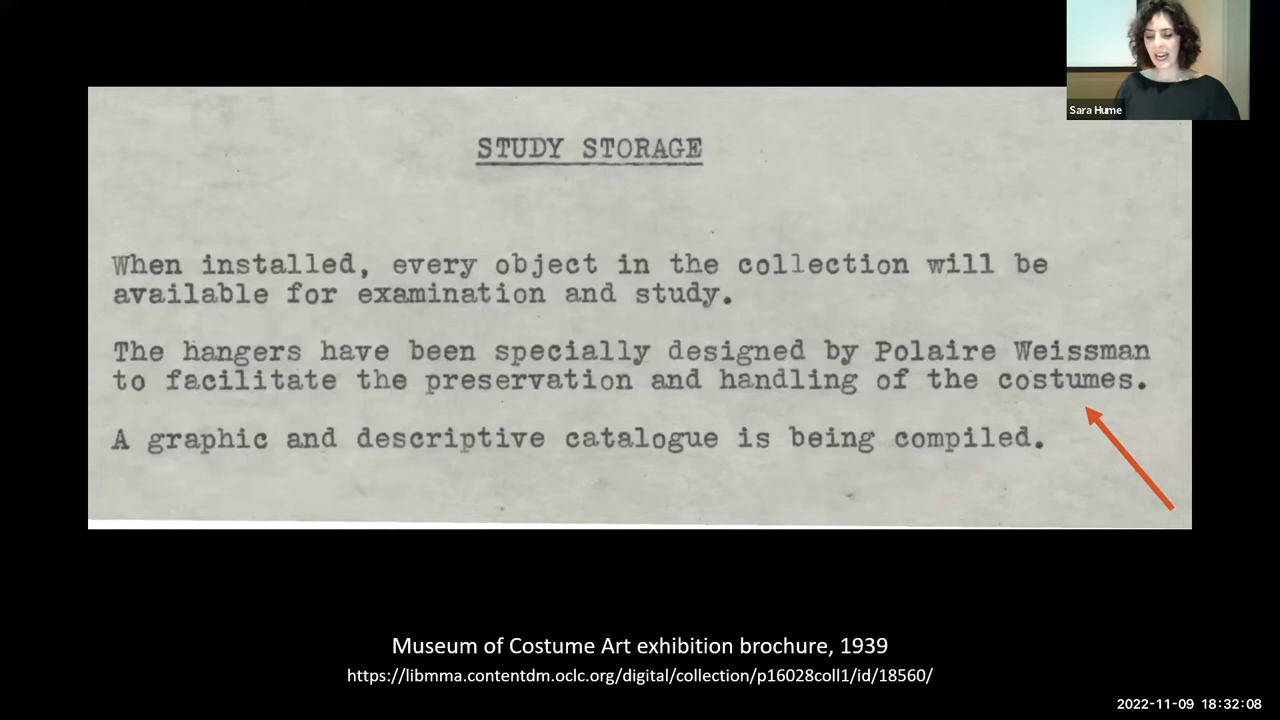 Sara Hume
STUDY STORAGE
When installed, every object in the collection will be
available for examination and study.
The hangers have been specially designed by Polaire Weissman
to facilitate the preservation and handling of the costumes.
A graphic and descriptive catalogue is being compiled.
Museum of Costume Art exhibition brochure, 1939
https://libmma.contentdm.oclc.org/digital/collection/p16028coll1/id/18560/
2022-11-09 18:32:08